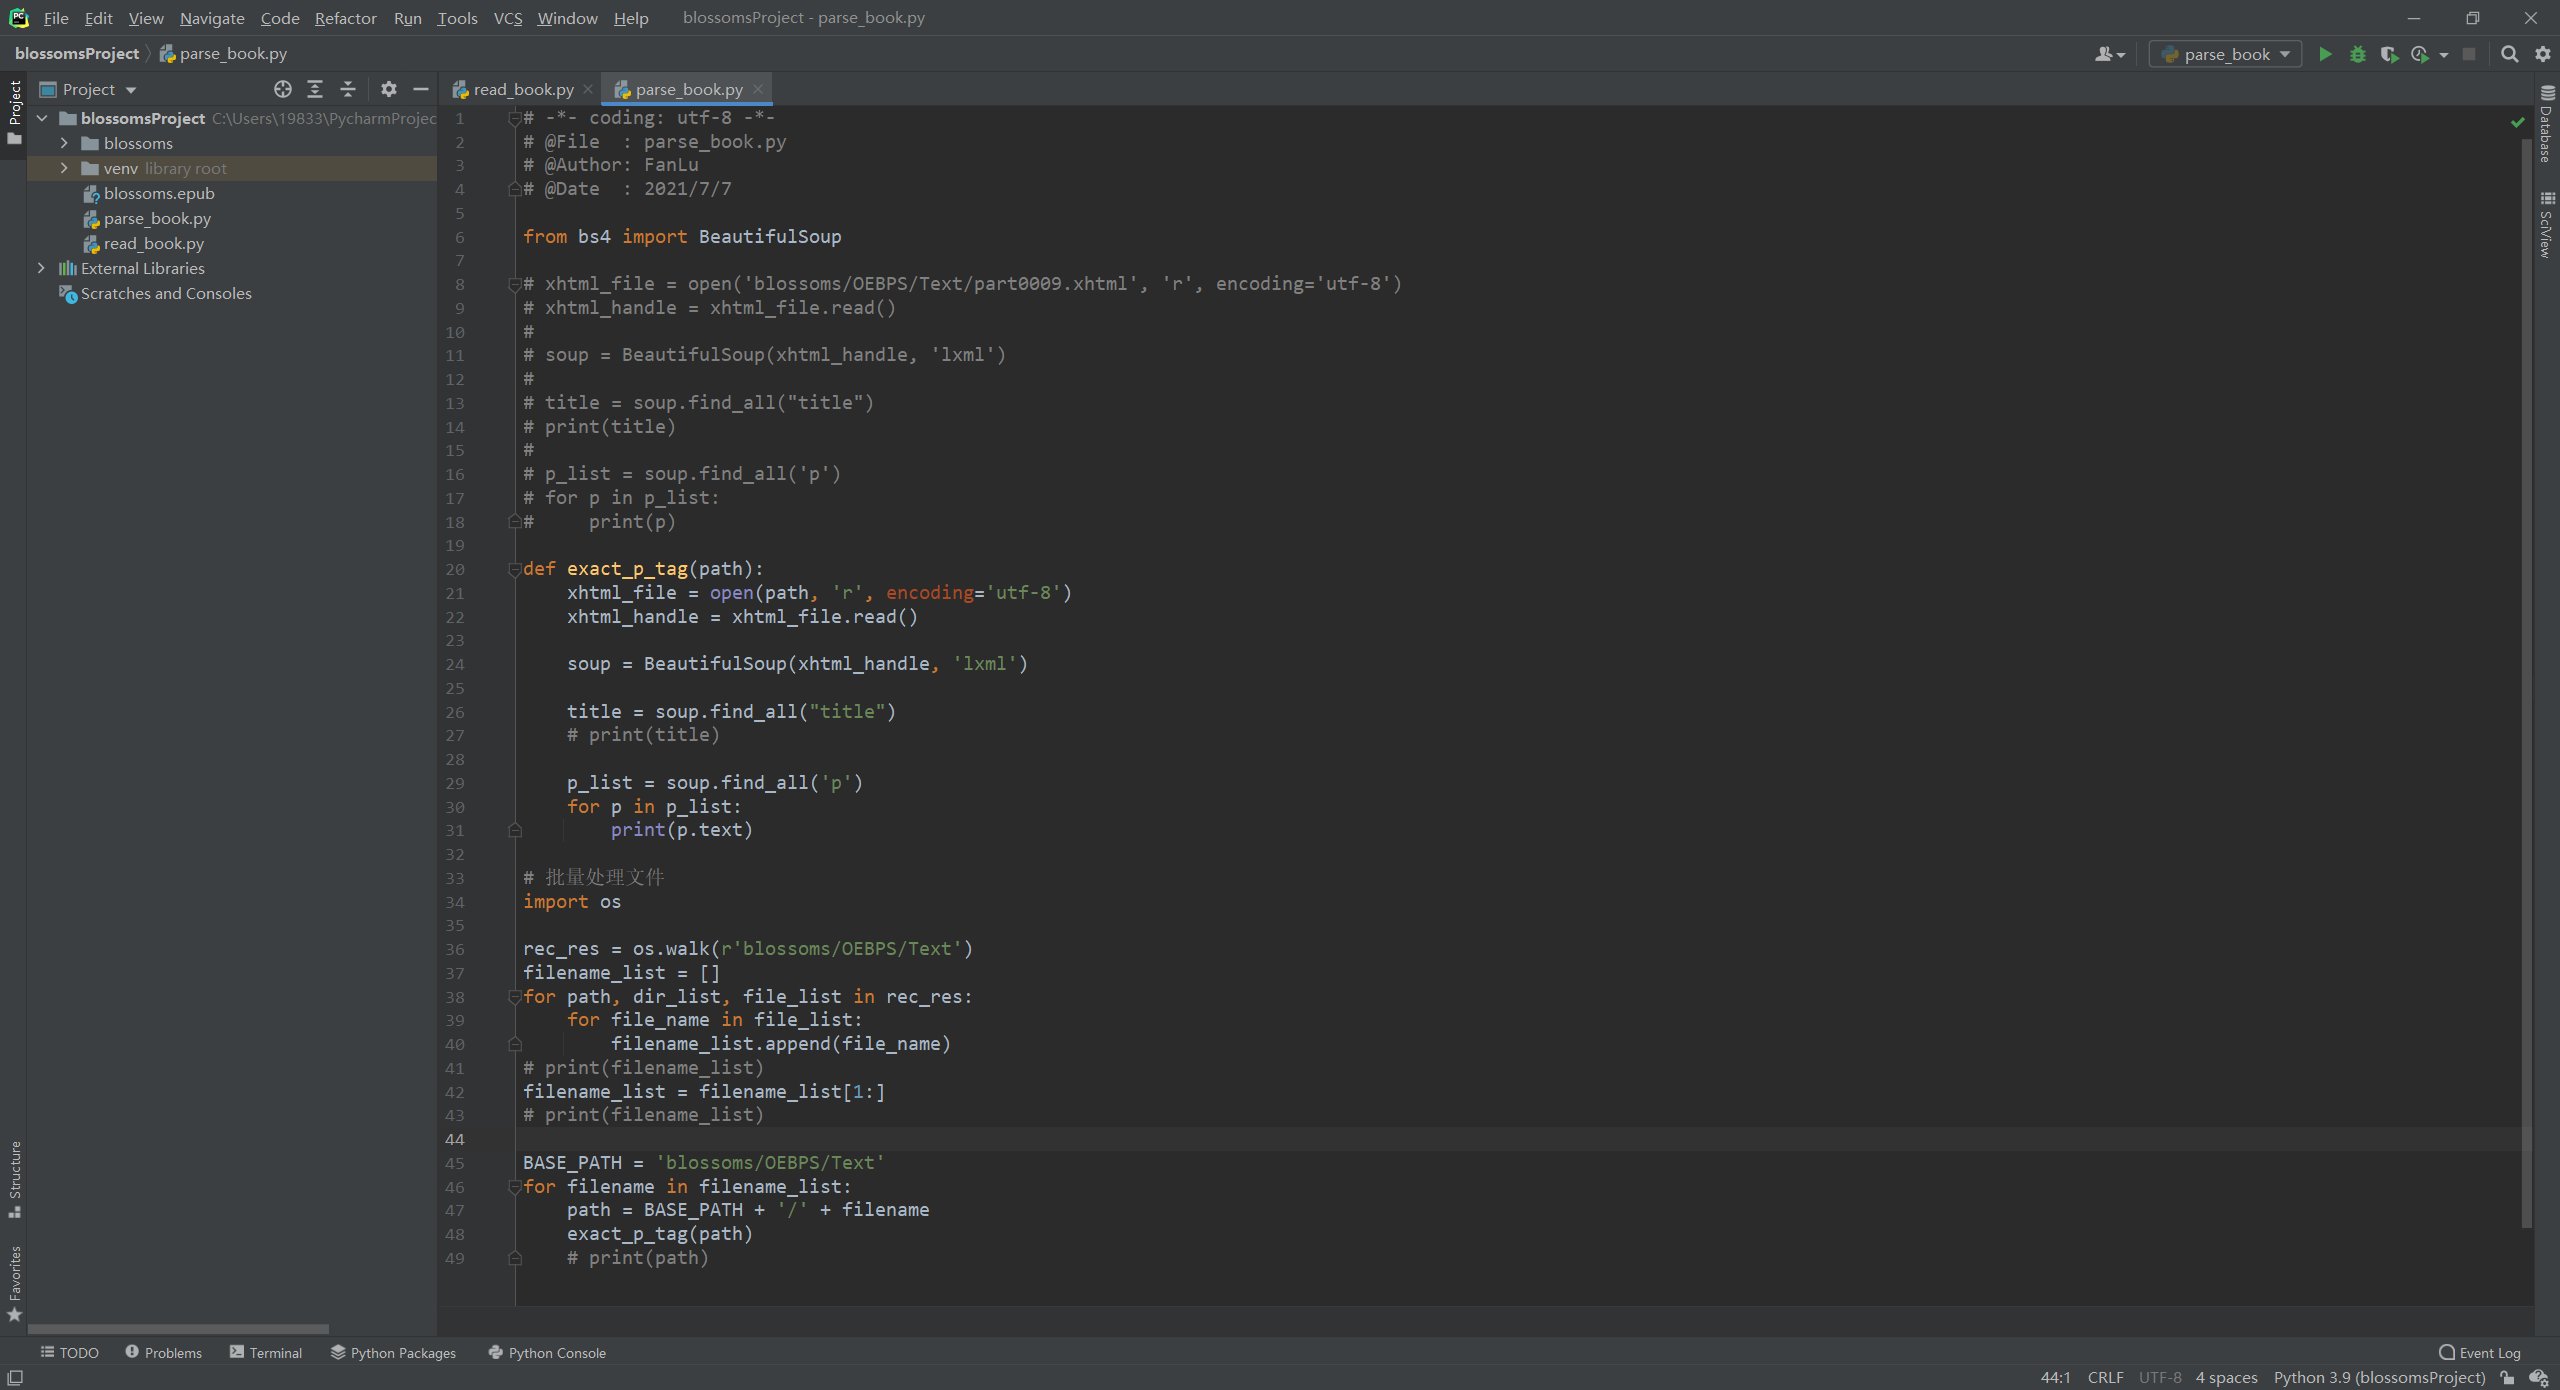 File Edit View Navigate Code Refactor Run Tools VCS Window Help blossomsProject - parse_book.py
blossomsProject parse_book.py
parse_book
Project
Project
blossomsProject C:\Users\19833\PycharmProjec
blossoms
venv library root
blossoms.epub
parse_book.py
read_book.py
External Libraries
Scratches and Consoles
Structure
Favorites
read_book.py parse_book.py
1 # -*- coding: utf-8 -*-
2 # @File  : parse_book.py
3 # @Author: FanLu
4 # @Date  : 2021/7/7
5
6 from bs4 import BeautifulSoup
7
8 # xhtml_file = open('blossoms/OEBPS/Text/part0009.xhtml', 'r', encoding='utf-8')
9 # xhtml_handle = xhtml_file.read()
10 #
11 # soup = BeautifulSoup(xhtml_handle, 'lxml')
12 #
13 # title = soup.find_all("title")
14 # print(title)
15 #
16 # p_list = soup.find_all('p')
17 # for p in p_list:
18 #     print(p)
19
20 def exact_p_tag(path):
21     xhtml_file = open(path, 'r', encoding='utf-8')
22     xhtml_handle = xhtml_file.read()
23
24     soup = BeautifulSoup(xhtml_handle, 'lxml')
25
26     title = soup.find_all("title")
27     # print(title)
28
29     p_list = soup.find_all('p')
30     for p in p_list:
31         print(p.text)
32
33 # 批量处理文件
34 import os
35
36 rec_res = os.walk(r'blossoms/OEBPS/Text')
37 filename_list = []
38 for path, dir_list, file_list in rec_res:
39     for file_name in file_list:
40         filename_list.append(file_name)
41 # print(filename_list)
42 filename_list = filename_list[1:]
43 # print(filename_list)
44
45 BASE_PATH = 'blossoms/OEBPS/Text'
46 for filename in filename_list:
47     path = BASE_PATH + '/' + filename
48     exact_p_tag(path)
49     # print(path)
Database
SciView
TODO Problems Terminal Python Packages Python Console Event Log
44:1 CRLF UTF-8 4 spaces Python 3.9 (blossomsProject)